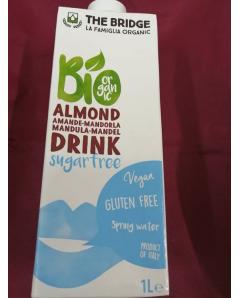 THE BRIDGE
LA FAMIGLIA ORGANIC
BiO
organic
ALMOND
AMANDE-MANDORLA
MANDULA-MANDEL
DRINK
sugarfree
Vegan
GLUTEN FREE
Spring water
PRODUCT
OF ITALY
1L℮